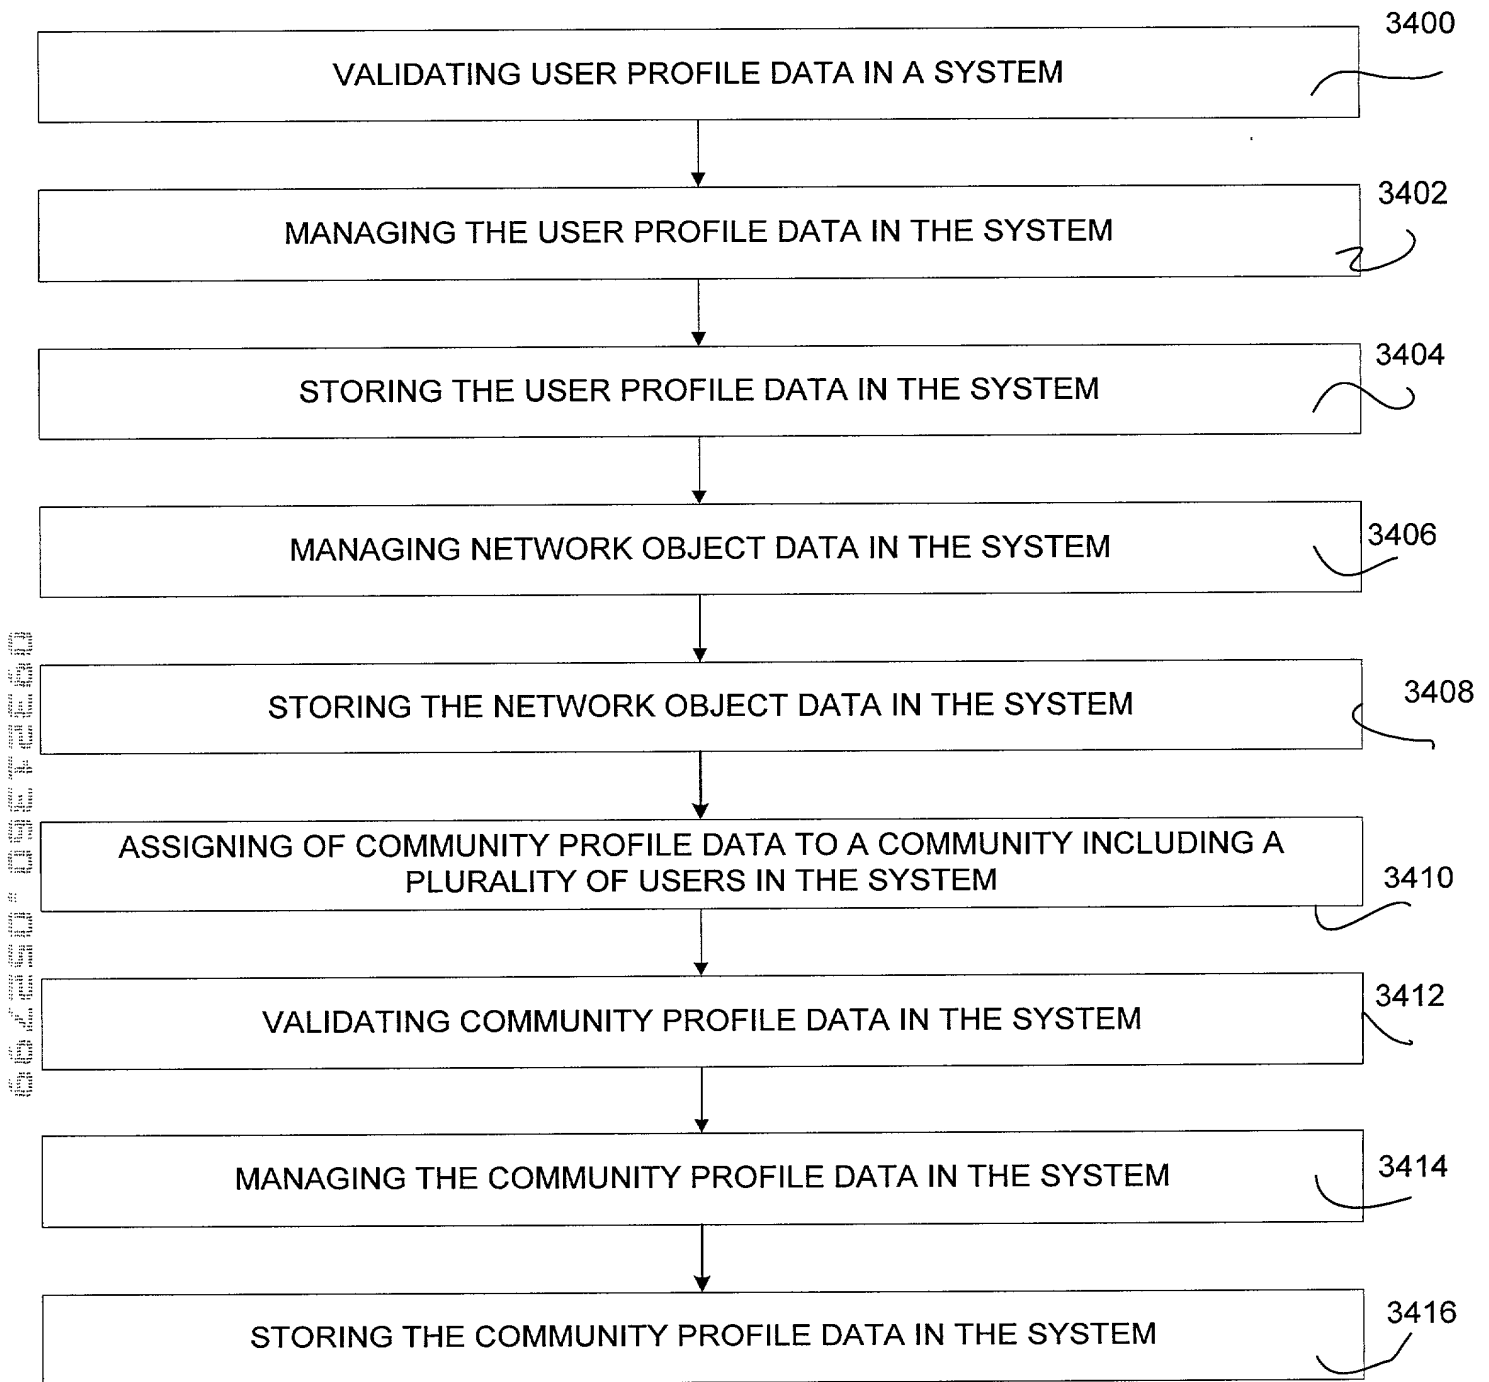 3400
VALIDATING USER PROFILE DATA IN A SYSTEM
3402
MANAGING THE USER PROFILE DATA IN THE SYSTEM
3404
STORING THE USER PROFILE DATA IN THE SYSTEM
3406
MANAGING NETWORK OBJECT DATA IN THE SYSTEM
3408
STORING THE NETWORK OBJECT DATA IN THE SYSTEM
ASSIGNING OF COMMUNITY PROFILE DATA TO A COMMUNITY INCLUDING A
PLURALITY OF USERS IN THE SYSTEM
3410
3412
VALIDATING COMMUNITY PROFILE DATA IN THE SYSTEM
3414
MANAGING THE COMMUNITY PROFILE DATA IN THE SYSTEM
3416
STORING THE COMMUNITY PROFILE DATA IN THE SYSTEM